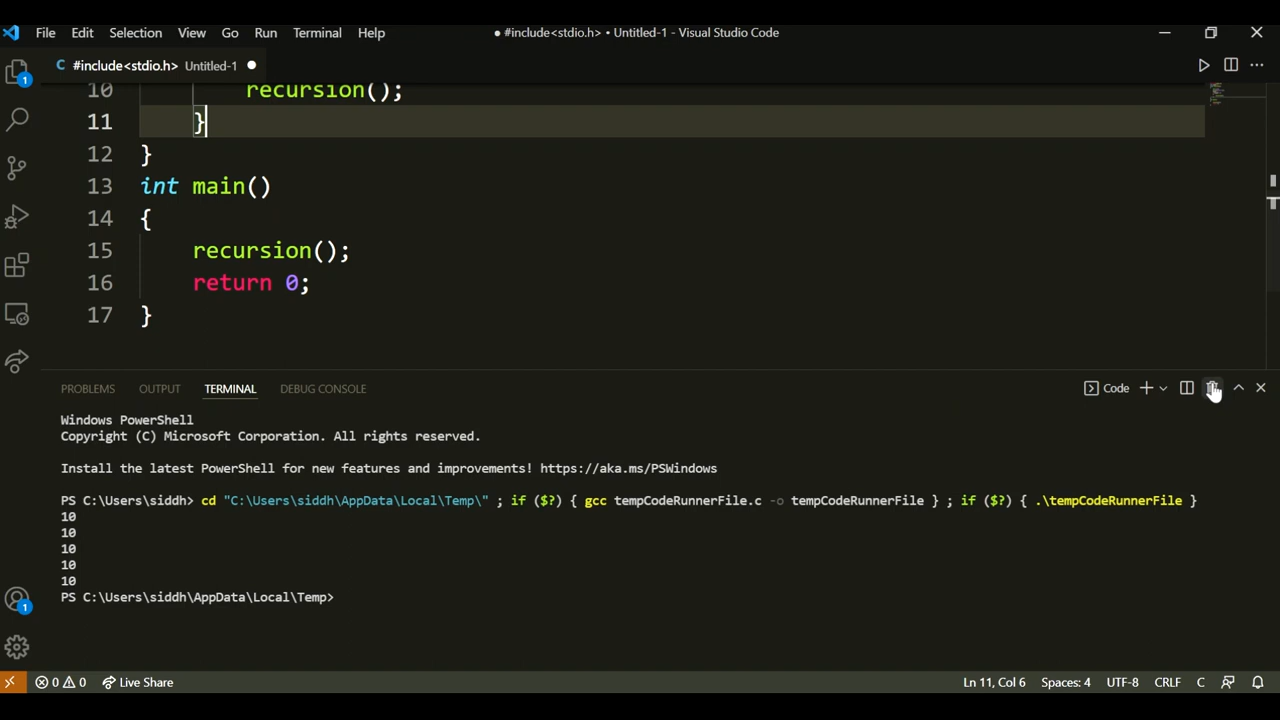 File Edit Selection View Go Run Terminal Help
● #include<stdio.h> • Untitled-1 - Visual Studio Code
1
C #include<stdio.h> Untitled-1 ●
10 recursion();
11 }
12 }
13 int main()
14 {
15 recursion();
16 return 0;
17 }
PROBLEMS OUTPUT TERMINAL DEBUG CONSOLE
Code
Windows PowerShell
Copyright (C) Microsoft Corporation. All rights reserved.
Install the latest PowerShell for new features and improvements! https://aka.ms/PSWindows
PS C:\Users\siddh> cd "C:\Users\siddh\AppData\Local\Temp\" ; if ($?) { gcc tempCodeRunnerFile.c -o tempCodeRunnerFile } ; if ($?) { .\tempCodeRunnerFile }
10
10
10
10
10
PS C:\Users\siddh\AppData\Local\Temp>
1
0 0 Live Share
Ln 11, Col 6 Spaces: 4 UTF-8 CRLF C